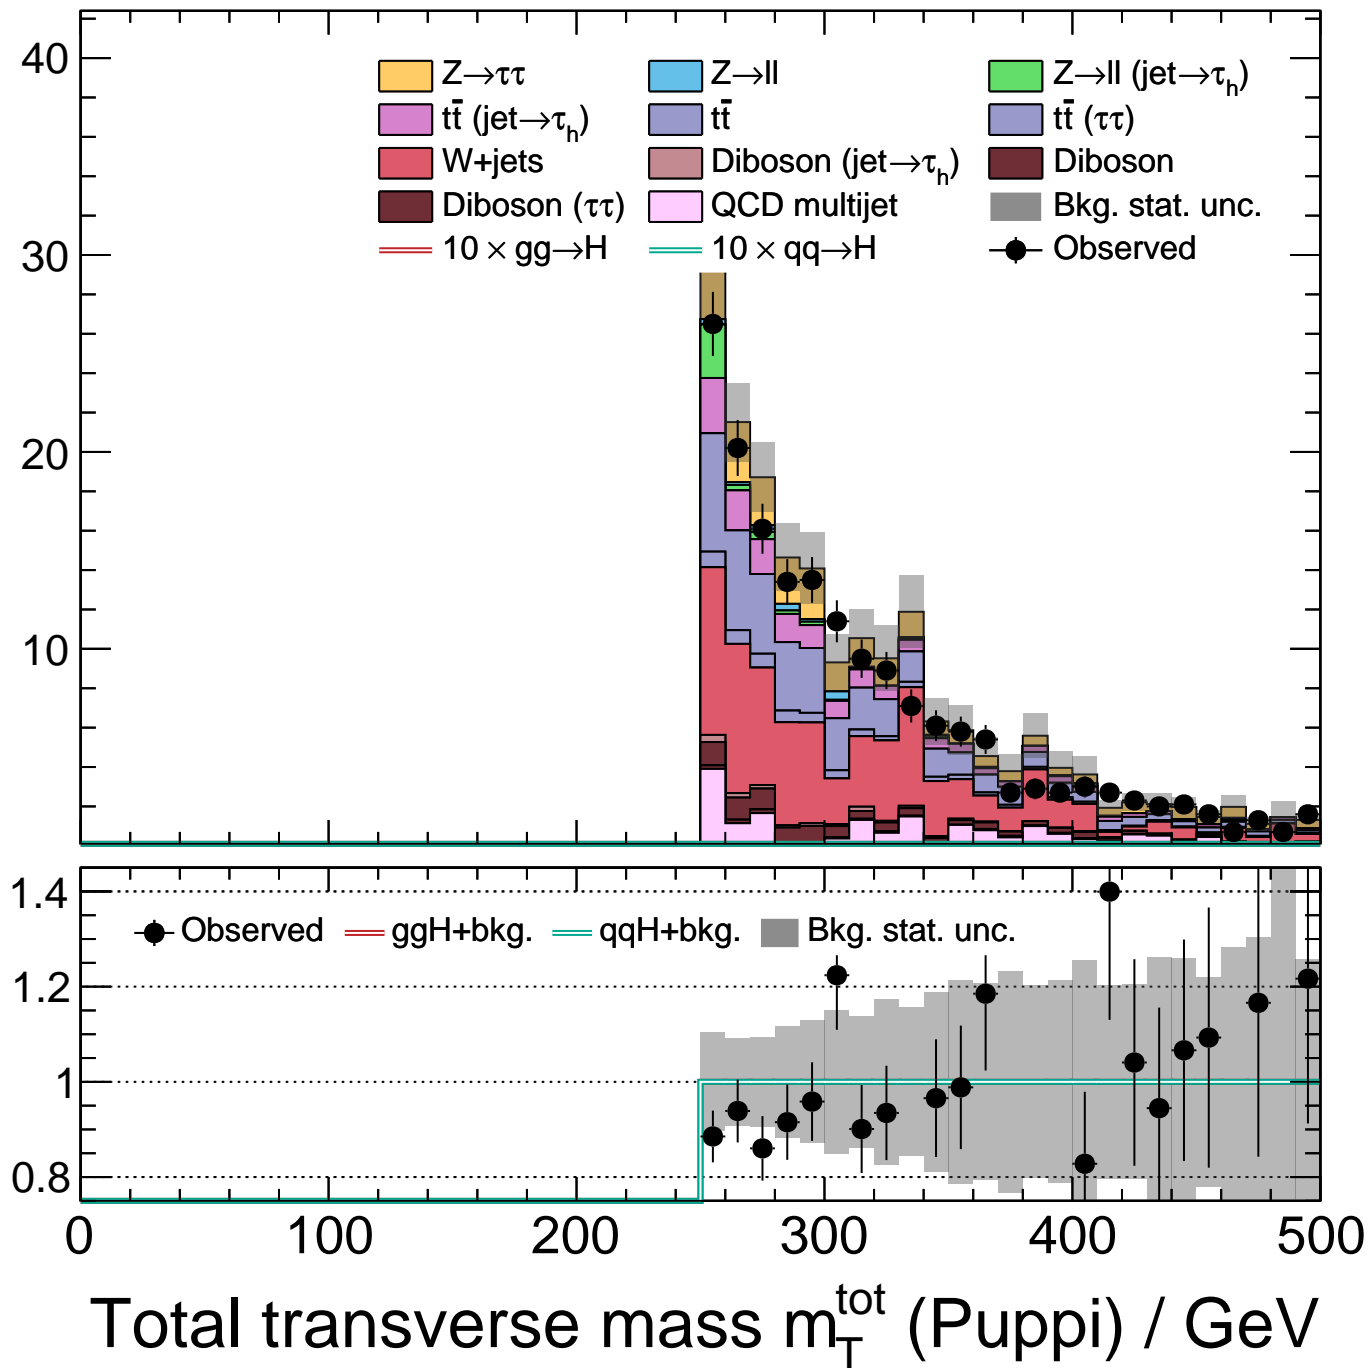 40
30
20
10
Z→ττ Z→ll Z→ll (jet→τ_h)
tt̄ (jet→τ_h) tt̄ tt̄ (ττ)
W+jets Diboson (jet→τ_h) Diboson
Diboson (ττ) QCD multijet Bkg. stat. unc.
10 × gg→H 10 × qq→H Observed
1.4
1.2
1
0.8
Observed ggH+bkg. qqH+bkg. Bkg. stat. unc.
0 100 200 300 400 500
Total transverse mass m_T^tot (Puppi) / GeV